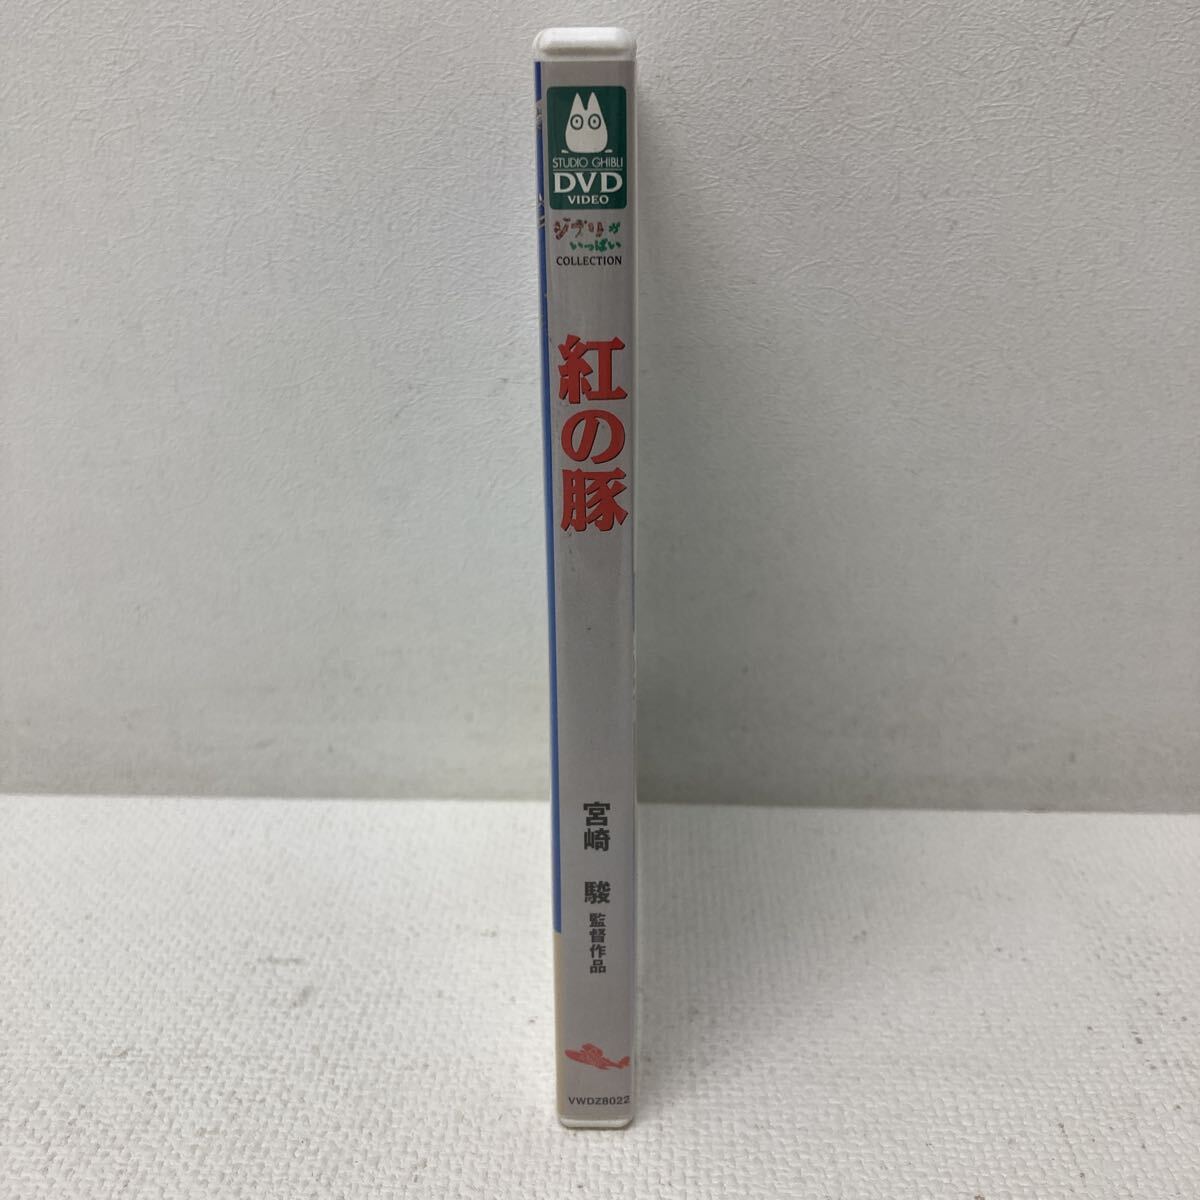 STUDIO GHIBLI
DVD
VIDEO
ジブリが
いっぱい
COLLECTION
紅の豚
宮崎 駿
監督作品
VWDZ8022